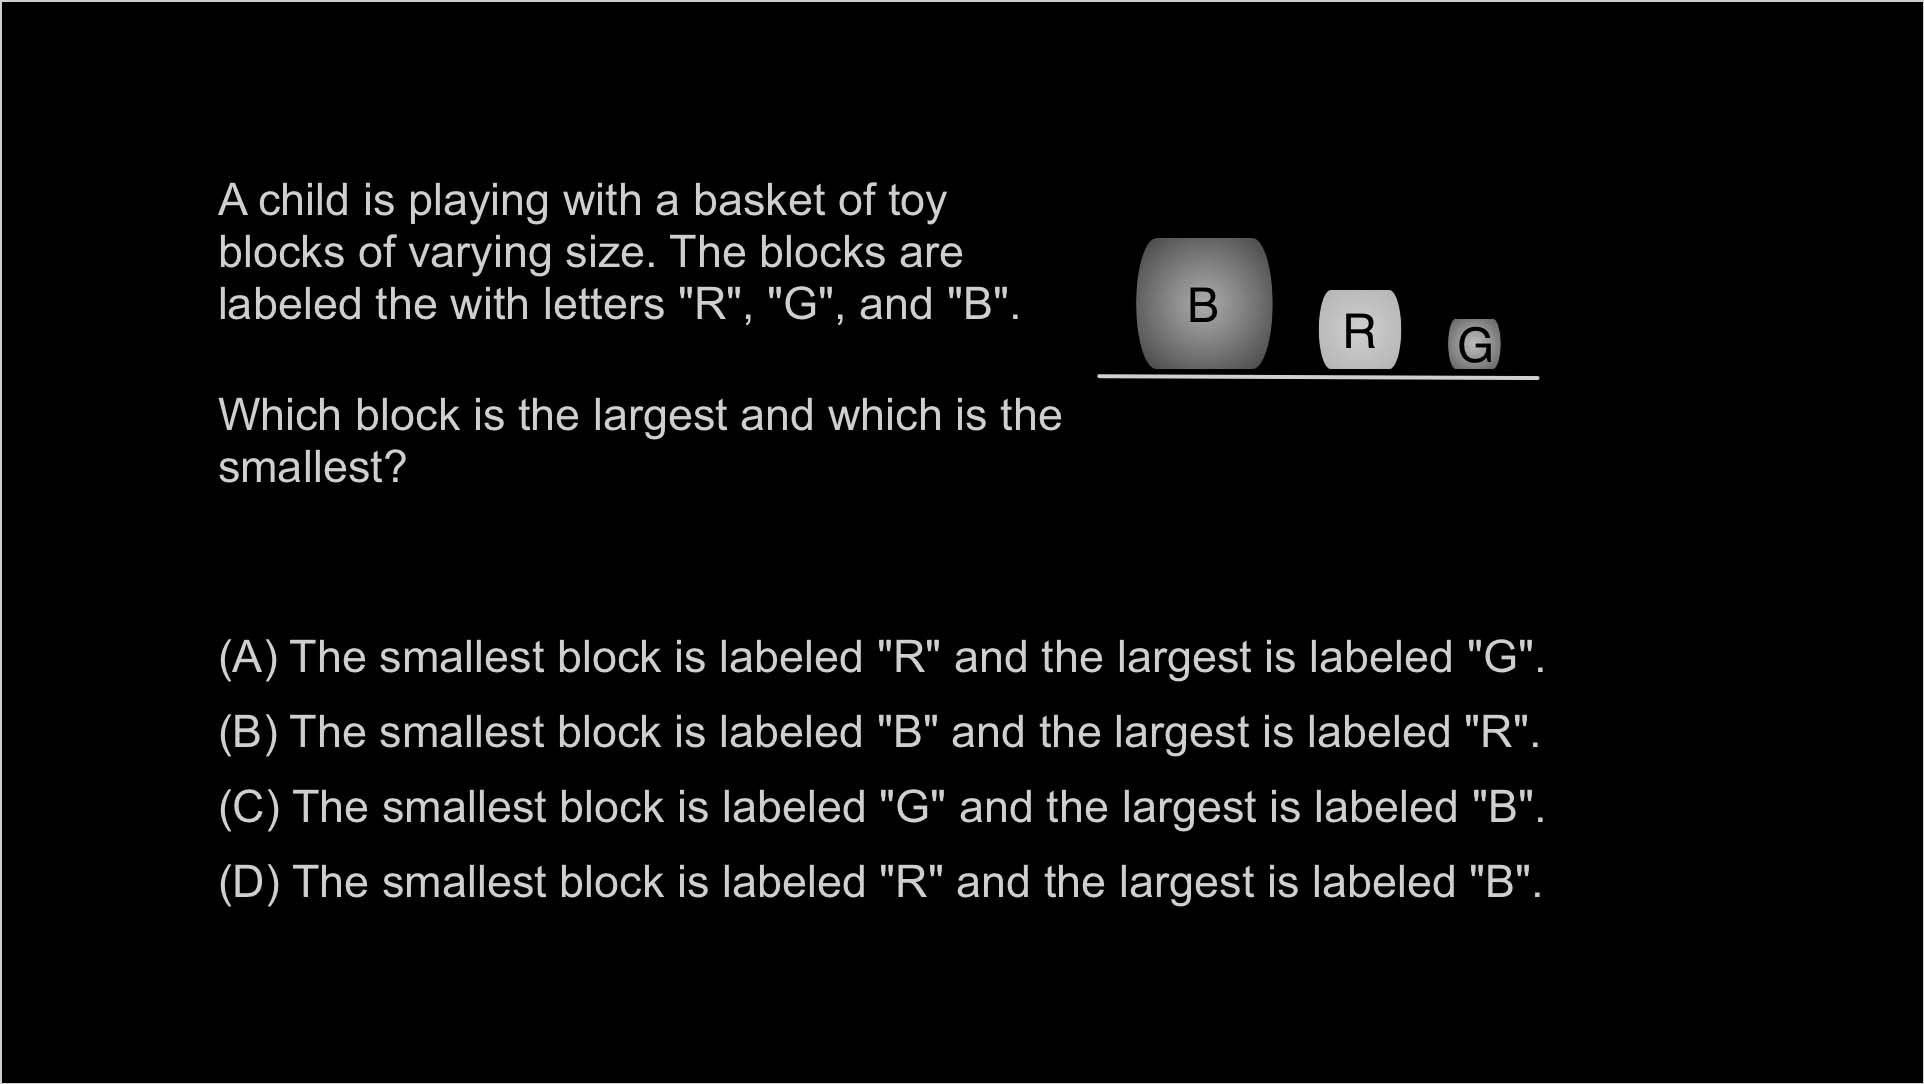 A child is playing with a basket of toy
blocks of varying size. The blocks are
labeled the with letters "R", "G", and "B".
B
R
G
Which block is the largest and which is the
smallest?
(A) The smallest block is labeled "R" and the largest is labeled "G".
(B) The smallest block is labeled "B" and the largest is labeled "R".
(C) The smallest block is labeled "G" and the largest is labeled "B".
(D) The smallest block is labeled "R" and the largest is labeled "B".